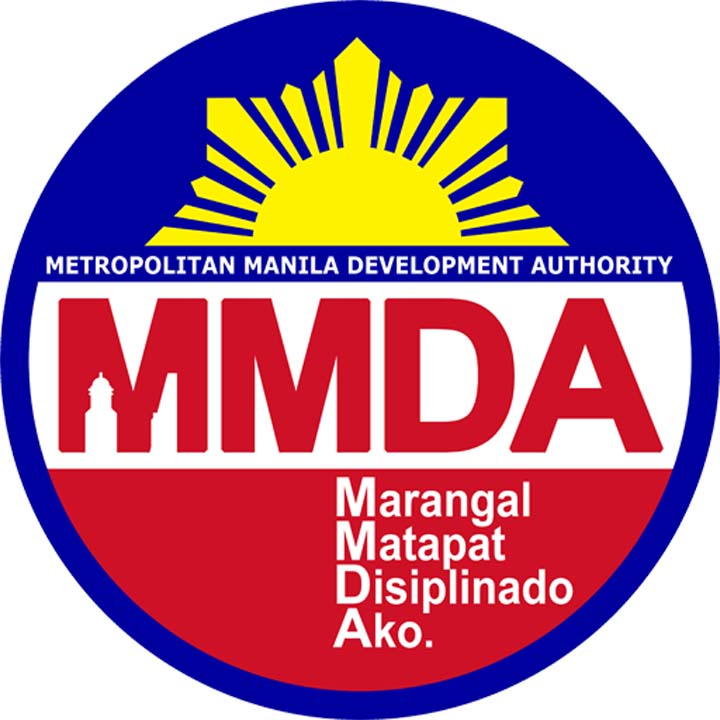 METROPOLITAN MANILA DEVELOPMENT AUTHORITY
MMDA
Marangal
Matapat
Disiplinado
Ako.